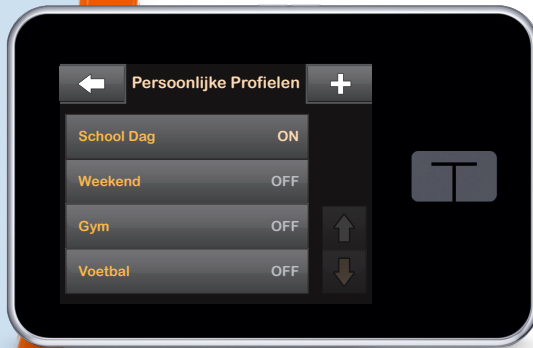 Persoonlijke Profielen
School Dag ON
Weekend OFF
Gym OFF
Voetbal OFF